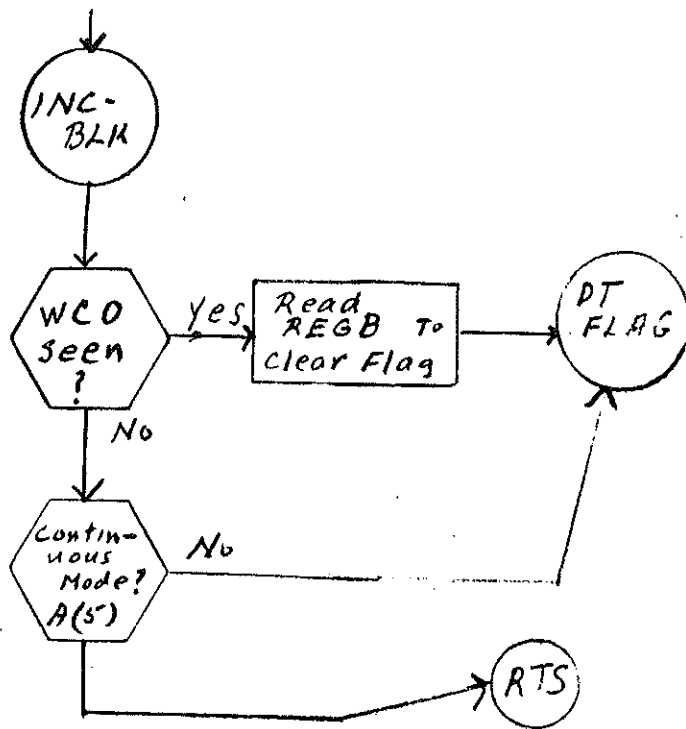 INC-
BLK
WCO
seen
?
Yes
Read
REGB To
Clear Flag
DT
FLAG
No
Contin-
uous
Mode?
A(5)
No
RTS